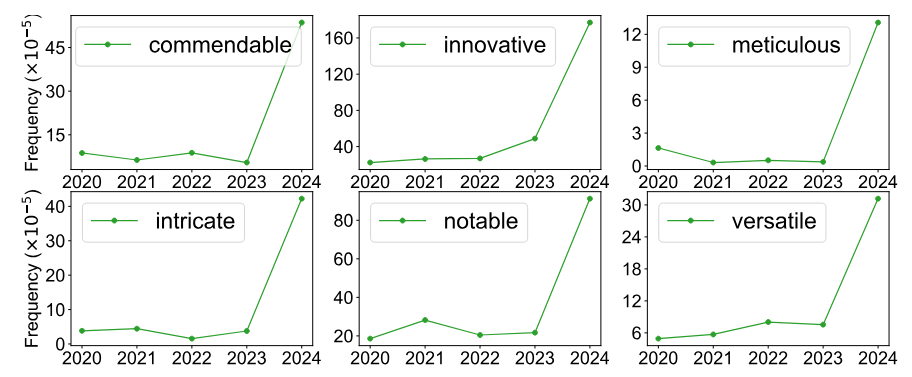 commendable
innovative
meticulous
Frequency (×10⁻⁵)
45
30
15
160
120
80
40
12
9
6
3
0
2020 2021 2022 2023 2024
2020 2021 2022 2023 2024
2020 2021 2022 2023 2024
intricate
notable
versatile
Frequency (×10⁻⁵)
40
30
20
10
0
80
60
40
20
30
24
18
12
6
2020 2021 2022 2023 2024
2020 2021 2022 2023 2024
2020 2021 2022 2023 2024